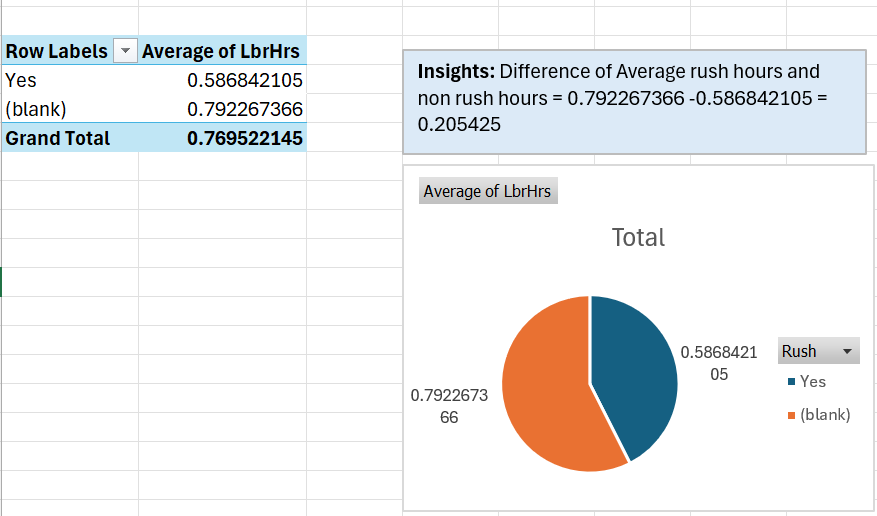 Row Labels Average of LbrHrs
Yes 0.586842105
(blank) 0.792267366
Grand Total 0.769522145
Insights: Difference of Average rush hours and
non rush hours = 0.792267366 -0.586842105 =
0.205425
Average of LbrHrs
Total
0.5868421
05
0.7922673
66
Rush
Yes
(blank)